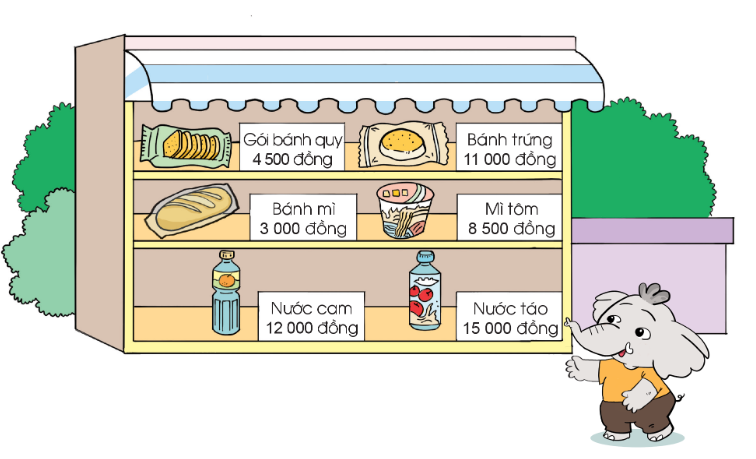 Gói bánh quy
4 500 đồng
Bánh trứng
11 000 đồng
Bánh mì
3 000 đồng
Mì tôm
8 500 đồng
Nước cam
12 000 đồng
Nước táo
15 000 đồng